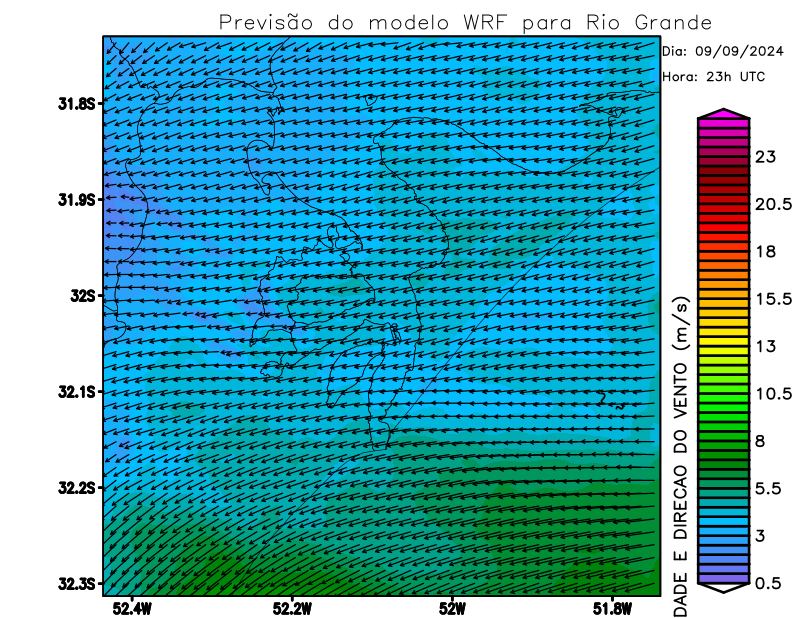 Previsão do modelo WRF para Rio Grande
Dia: 09/09/2024
Hora: 23h UTC
31.8S
31.9S
32S
32.1S
32.2S
32.3S
52.4W
52.2W
52W
51.8W
23
20.5
18
15.5
13
10.5
8
5.5
3
0.5
DADE E DIRECAO DO VENTO (m/s)